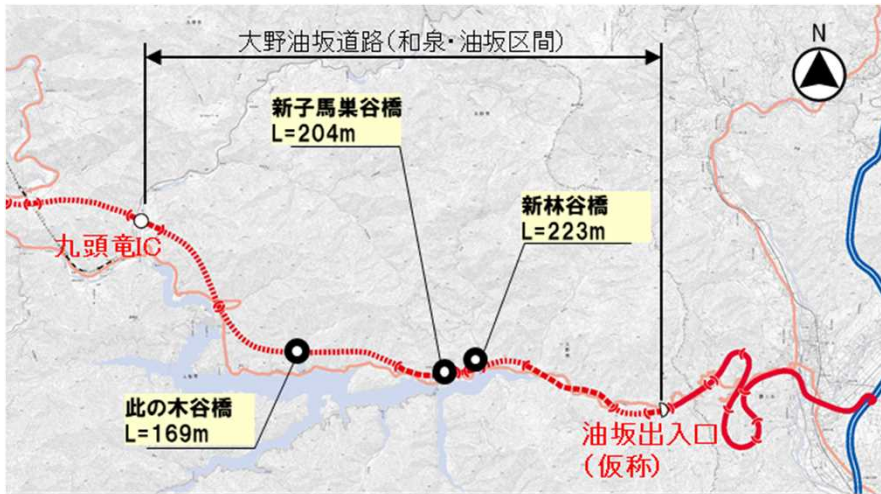 大野油坂道路(和泉・油坂区間)
N
新子馬巣谷橋
L=204m
新林谷橋
L=223m
九頭竜IC
此の木谷橋
L=169m
油坂出入口
(仮称)